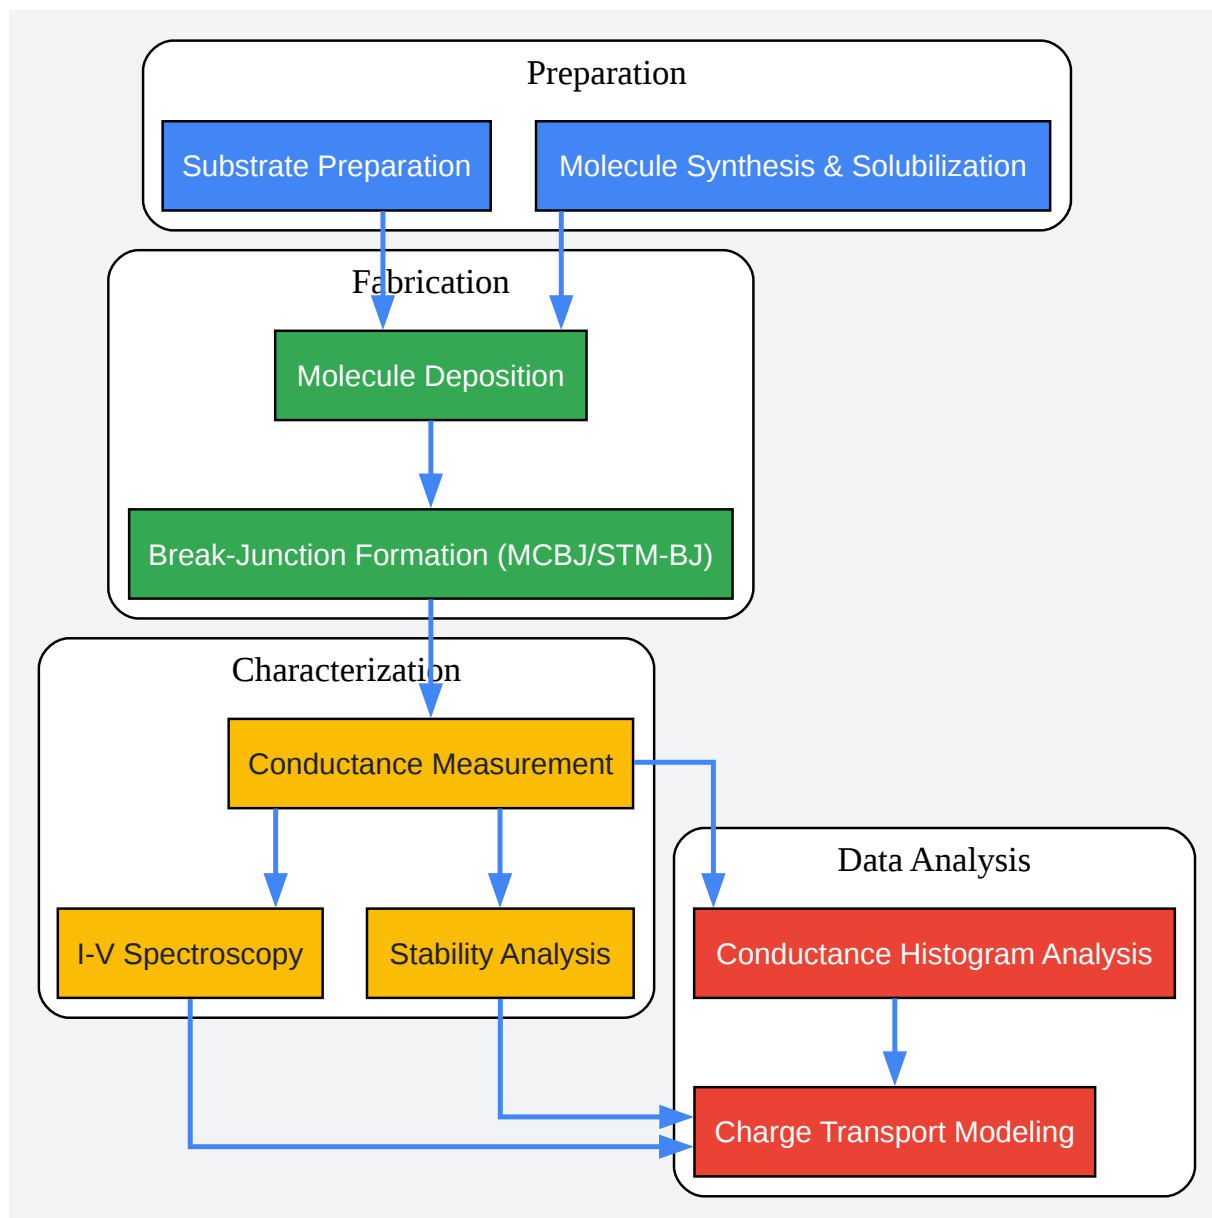 Preparation
Substrate Preparation
Molecule Synthesis & Solubilization
Fabrication
Molecule Deposition
Break-Junction Formation (MCBJ/STM-BJ)
Characterization
Conductance Measurement
I-V Spectroscopy
Stability Analysis
Data Analysis
Conductance Histogram Analysis
Charge Transport Modeling